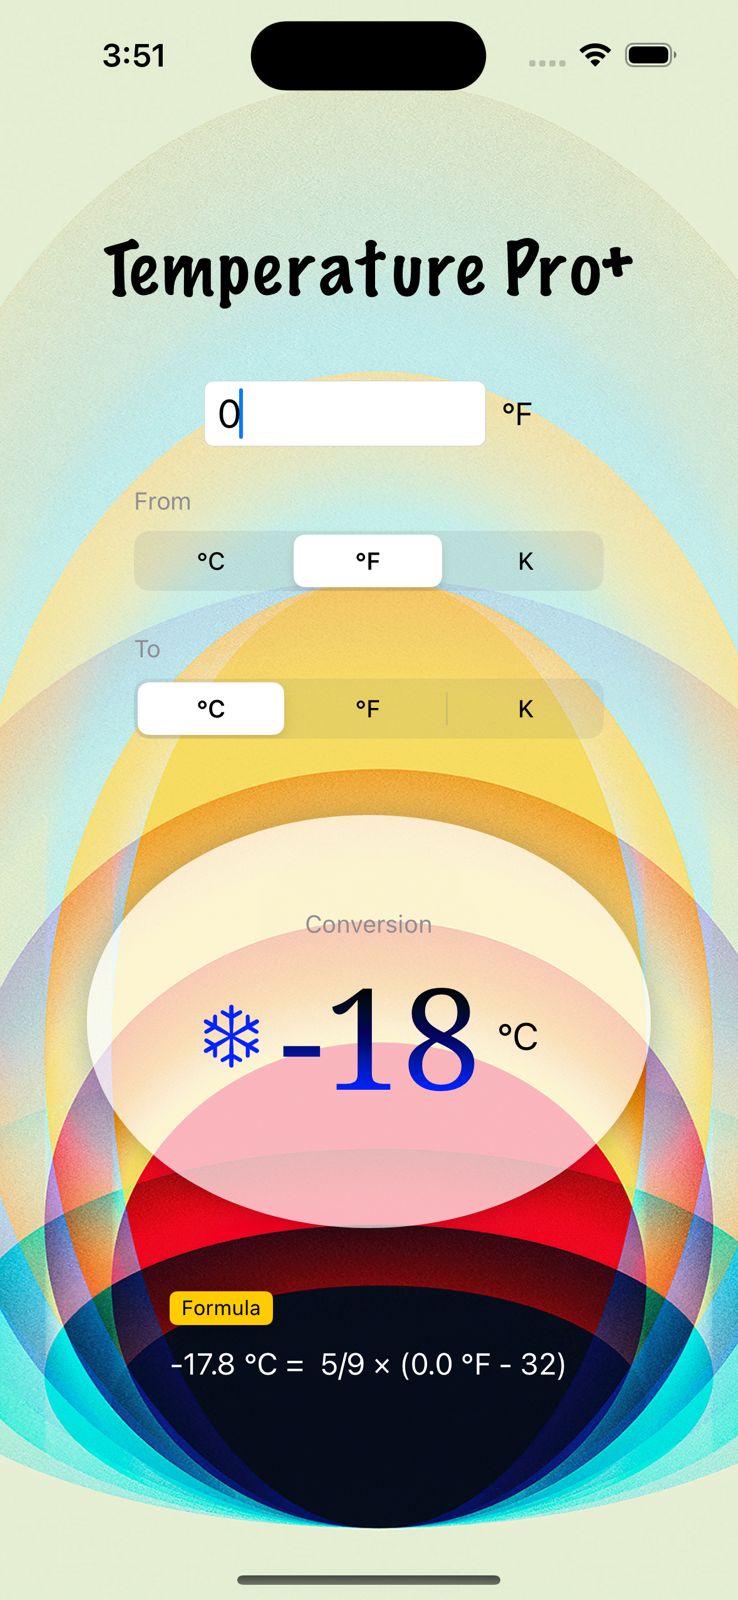 3:51
Temperature Pro+
0 °F
From
°C °F K
To
°C °F K
Conversion
-18 °C
Formula
-17.8 °C = 5/9 × (0.0 °F - 32)